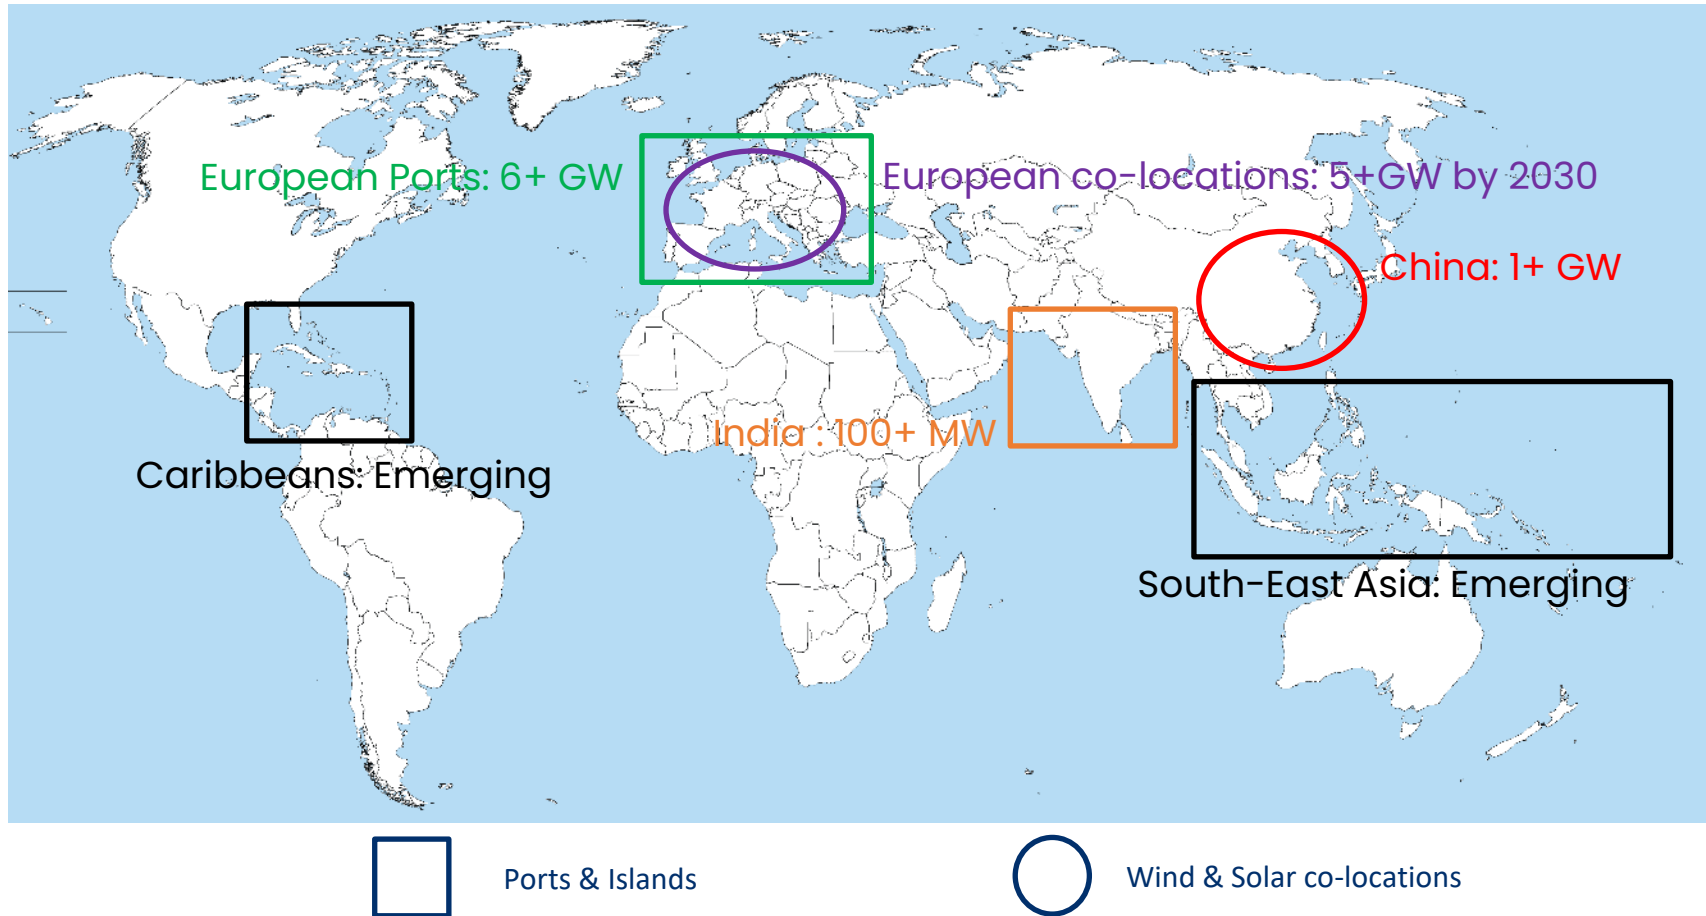 European Ports: 6+ GW
European co-locations: 5+GW by 2030
China: 1+ GW
India : 100+ MW
Caribbeans: Emerging
South-East Asia: Emerging
Ports & Islands
Wind & Solar co-locations